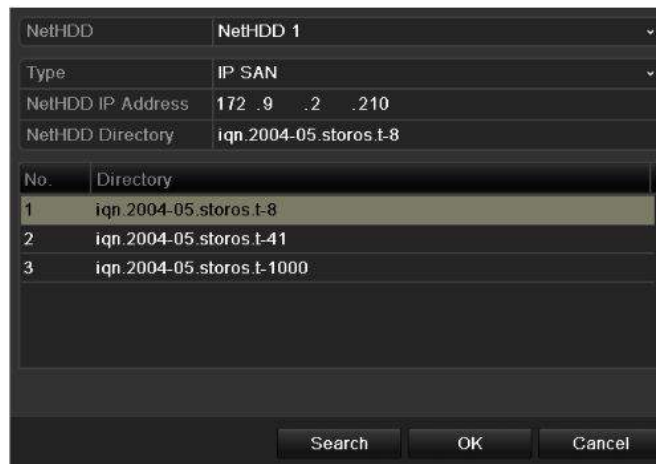 NetHDD NetHDD 1
Type IP SAN
NetHDD IP Address 172 .9 .2 .210
NetHDD Directory iqn.2004-05.storos.t-8
No. Directory
1 iqn.2004-05.storos.t-8
2 iqn.2004-05.storos.t-41
3 iqn.2004-05.storos.t-1000
Search OK Cancel